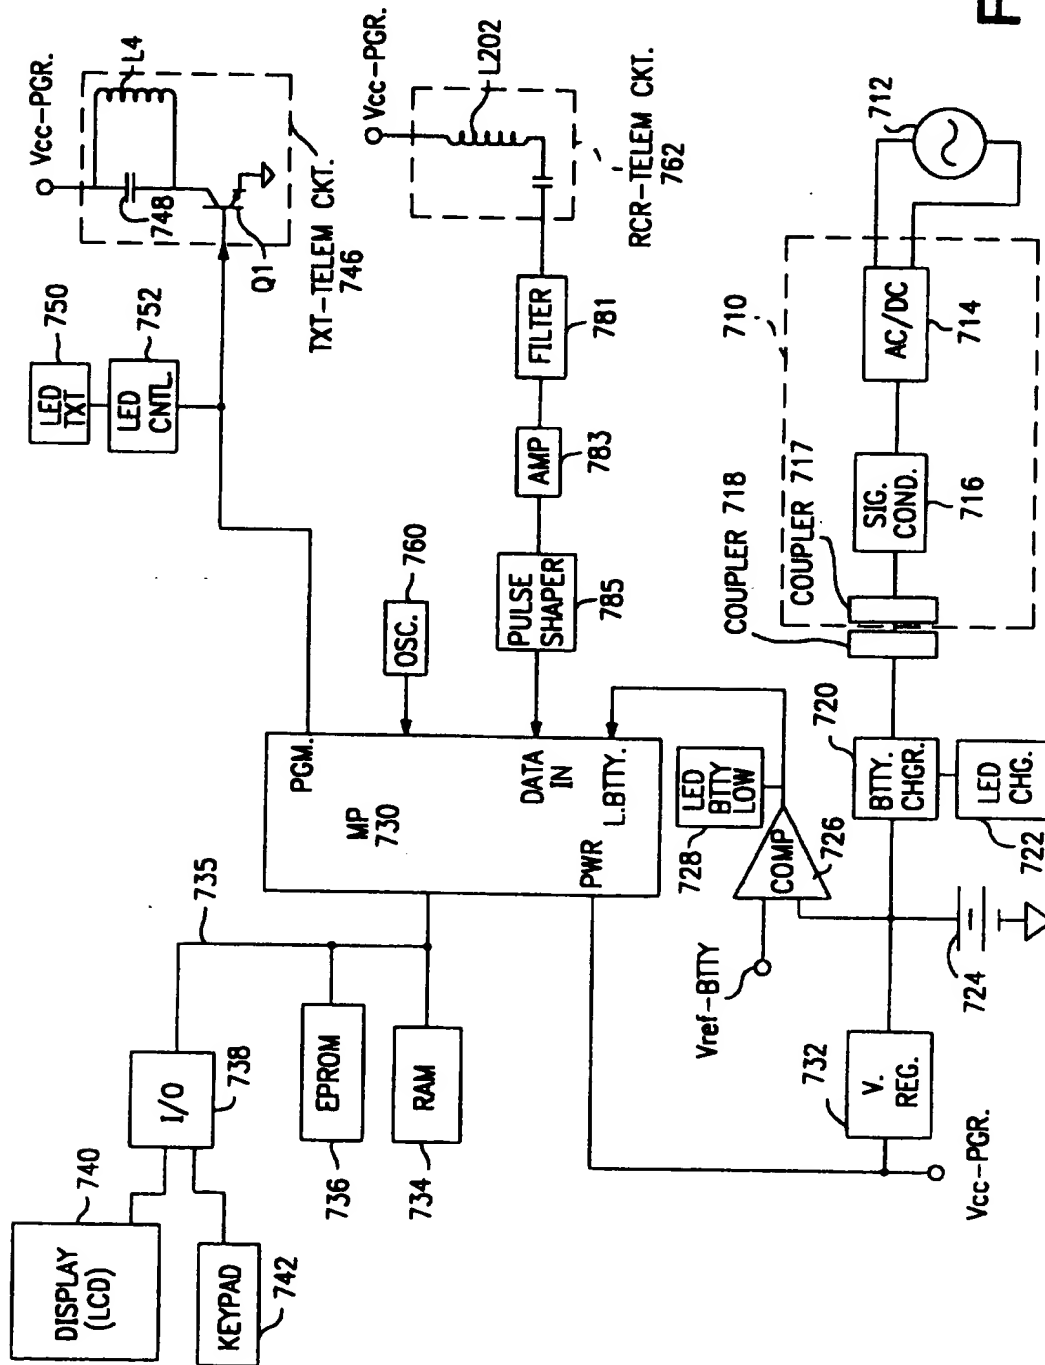 DISPLAY
(LCD)
740
KEYPAD
742
I/O
738
735
EPROM
736
RAM
734
MP
730
PGM.
DATA
IN
L.BTTY.
PWR
OSC.
760
LED
TXT
750
LED
CNTL.
752
Vcc-PGR.
L4
748
Q1
TXT-TELEM CKT.
746
Vcc-PGR.
L202
RCR-TELEM CKT.
762
FILTER
781
AMP
783
PULSE
SHAPER
785
LED
BTTY
LOW
728
COMP
726
Vref-BTTY
V.
REG.
732
Vcc-PGR.
724
BTTY.
CHGR.
720
LED
CHG.
722
COUPLER 718
COUPLER 717
SIG.
COND.
716
710
AC/DC
714
712
F